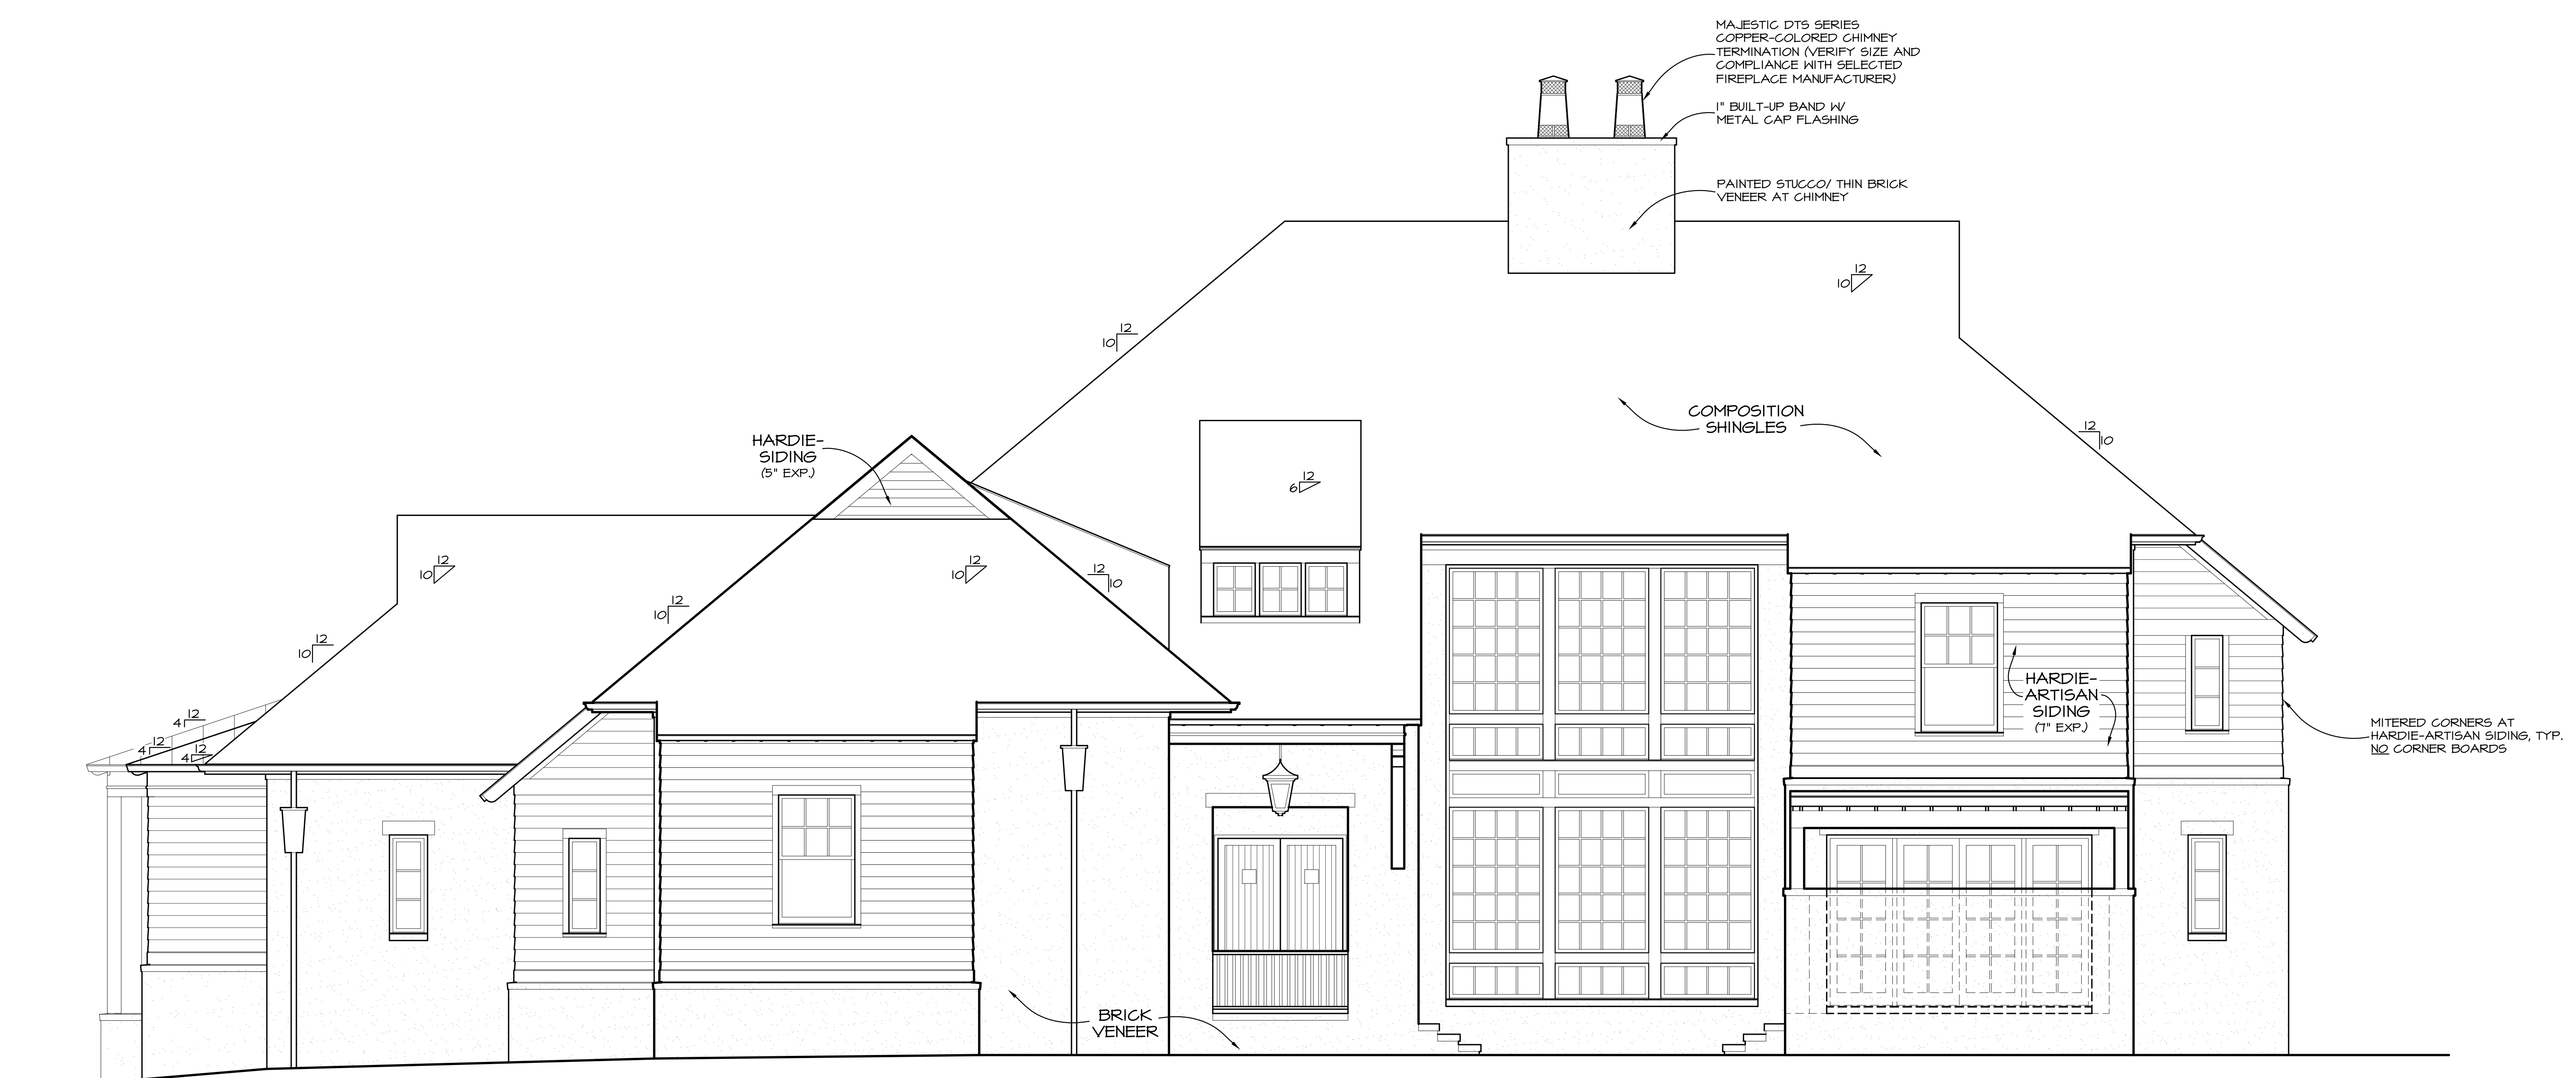 MAJESTIC DTS SERIES
COPPER-COLORED CHIMNEY
TERMINATION (VERIFY SIZE AND
COMPLIANCE WITH SELECTED
FIREPLACE MANUFACTURER)
1" BUILT-UP BAND W/
METAL CAP FLASHING
PAINTED STUCCO/ THIN BRICK
VENEER AT CHIMNEY
12
10
12
10
COMPOSITION
SHINGLES
12
10
HARDIE-
SIDING
(5" EXP.)
12
6
12
10
12
10
12
10
12
10
12
10
HARDIE-
ARTISAN
SIDING
(7" EXP.)
12
4
12
4
12
4
MITERED CORNERS AT
HARDIE-ARTISAN SIDING, TYP.
NO CORNER BOARDS
BRICK
VENEER